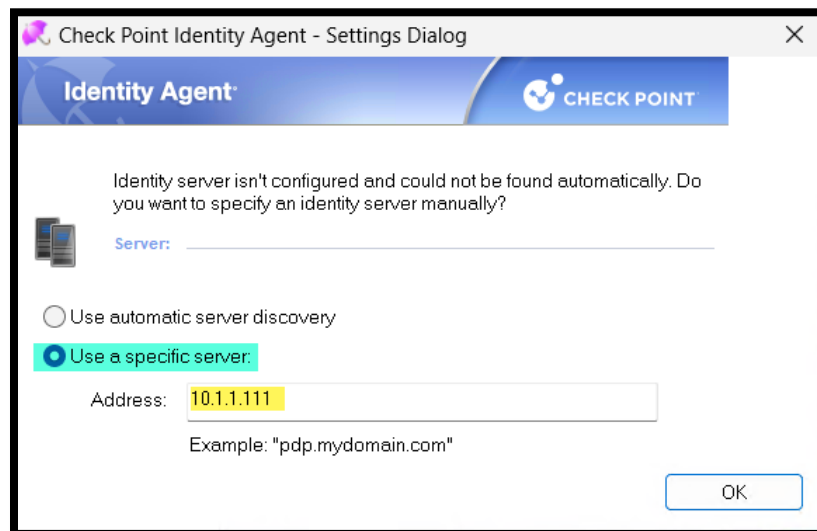 Check Point Identity Agent - Settings Dialog
Identity Agent
CHECK POINT
Identity server isn't configured and could not be found automatically. Do
you want to specify an identity server manually?
Server:
Use automatic server discovery
Use a specific server:
Address: 10.1.1.111
Example: "pdp.mydomain.com"
OK